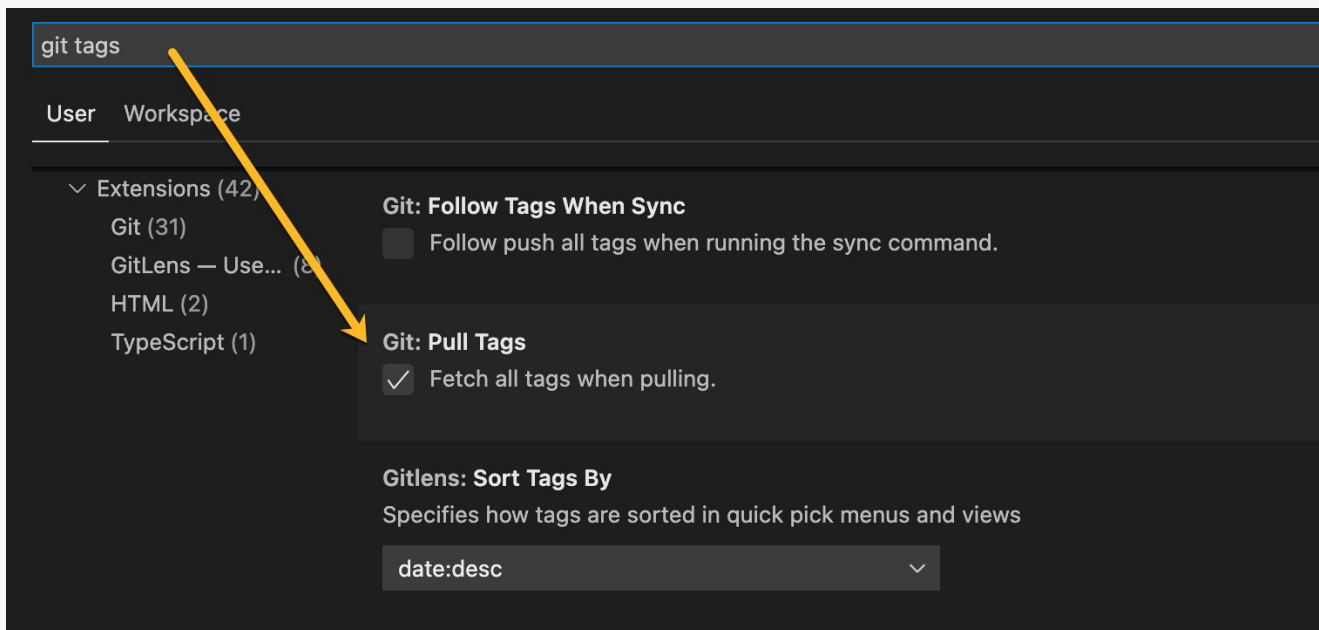 git tags
User Workspace
Extensions (42)
Git (31)
GitLens — Use... (8)
HTML (2)
TypeScript (1)
Git: Follow Tags When Sync
Follow push all tags when running the sync command.
Git: Pull Tags
Fetch all tags when pulling.
Gitlens: Sort Tags By
Specifies how tags are sorted in quick pick menus and views
date:desc